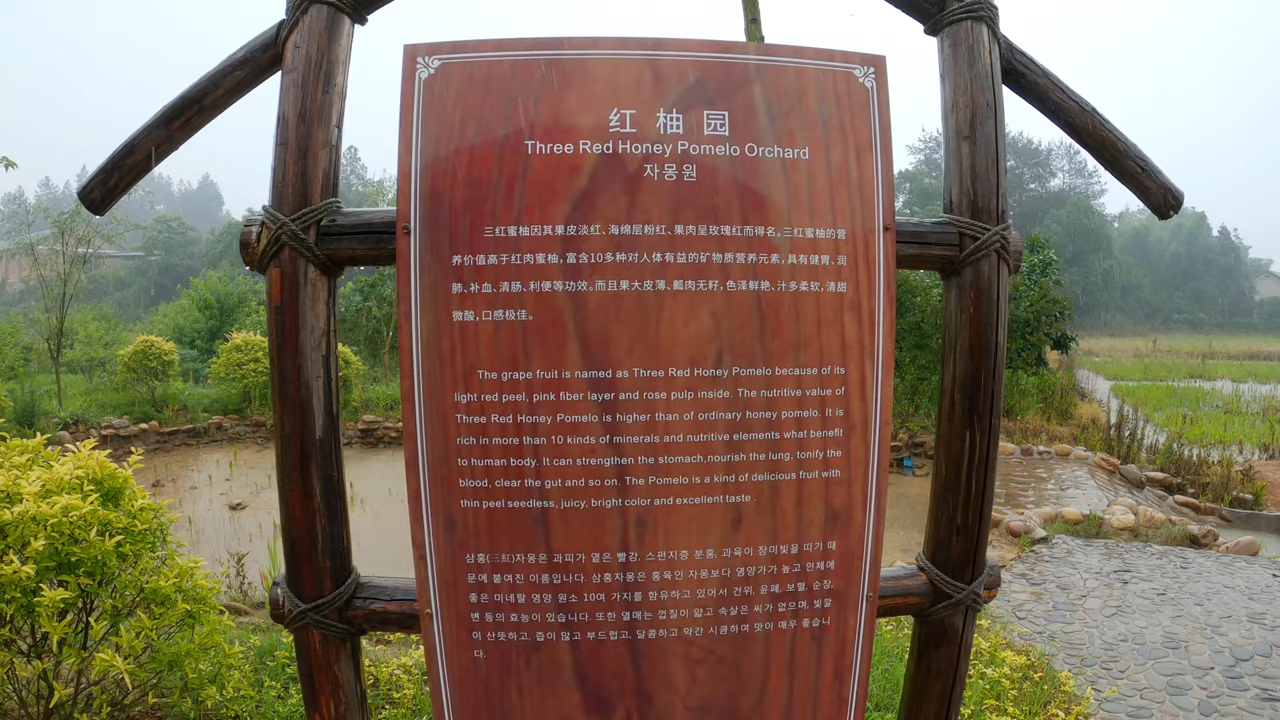 红柚园
Three Red Honey Pomelo Orchard
자몽원
三红蜜柚因其果皮淡红、海绵层粉红、果肉呈玫瑰红而得名。三红蜜柚的营
养价值高于红肉蜜柚，富含10多种对人体有益的矿物质营养元素，具有健胃、润
肺、补血、清肠、利便等功效。而且果大皮薄、瓤肉无籽，色泽鲜艳、汁多柔软，清甜
微酸，口感极佳。
The grape fruit is named as Three Red Honey Pomelo because of its
light red peel, pink fiber layer and rose pulp inside. The nutritive value of
Three Red Honey Pomelo is higher than of ordinary honey pomelo. It is
rich in more than 10 kinds of minerals and nutritive elements what benefit
to human body. It can strengthen the stomach,nourish the lung, tonify the
blood, clear the gut and so on. The Pomelo is a kind of delicious fruit with
thin peel seedless, juicy, bright color and excellent taste .
삼홍(三紅)자몽은 과피가 옅은 빨강, 스펀지층 분홍, 과육이 장미빛을 띠기 때
문에 붙여진 이름입나다. 삼홍자몽은 홍육인 자몽보다 영양가가 높고 인체에
좋은 미네랄 영양 원소 10여 가지를 함유하고 있어서 건위, 윤폐, 보혈, 순장,
변 등의 효능이 있습니다. 또한 열매는 껍질이 얇고 속살은 씨가 없으며, 빛깔
이 산뜻하고, 즙이 많고 부드럽고, 달콤하고 약간 시큼하여 맛이 매우 좋습니
다.